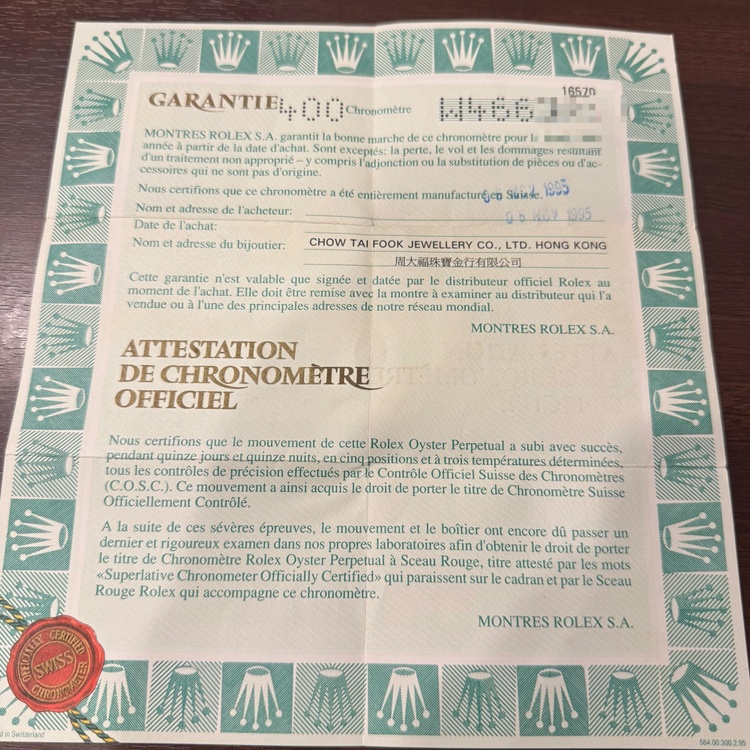 16570
GARANTIE 400 Chronomètre W466
MONTRES ROLEX S.A. garantit la bonne marche de ce chronomètre pour la
année à partir de la date d'achat. Sont exceptés: la perte, le vol et les dommages résultant
d'un traitement non approprié – y compris l'adjonction ou la substitution de pièces ou d'ac-
cessoires qui ne sont pas d'origine.
Nous certifions que ce chronomètre a été entièrement manufacturé en Suisse.
1995
Nom et adresse de l'acheteur:
06 NOV 1995
Date de l'achat:
Nom et adresse du bijoutier: CHOW TAI FOOK JEWELLERY CO., LTD. HONG KONG
周大福珠寶金行有限公司
Cette garantie n'est valable que signée et datée par le distributeur officiel Rolex au
moment de l'achat. Elle doit être remise avec la montre à examiner au distributeur qui l'a
vendue ou à l'une des principales adresses de notre réseau mondial.
MONTRES ROLEX S.A.
ATTESTATION
DE CHRONOMÈTRE
OFFICIEL
Nous certifions que le mouvement de cette Rolex Oyster Perpetual a subi avec succès,
pendant quinze jours et quinze nuits, en cinq positions et à trois températures déterminées,
tous les contrôles de précision effectués par le Contrôle Officiel Suisse des Chronomètres
(C.O.S.C.). Ce mouvement a ainsi acquis le droit de porter le titre de Chronomètre Suisse
Officiellement Contrôlé.
A la suite de ces sévères épreuves, le mouvement et le boîtier ont encore dû passer un
dernier et rigoureux examen dans nos propres laboratoires afin d'obtenir le droit de porter
le titre de Chronomètre Rolex Oyster Perpetual à Sceau Rouge, titre attesté par les mots
«Superlative Chronometer Officially Certified» qui paraissent sur le cadran et par le Sceau
Rouge Rolex qui accompagne ce chronomètre.
MONTRES ROLEX S.A.
OFFICIALLY CERTIFIED
SWISS
CHRONOMETER
d in Switzerland
564.00.300.2.95